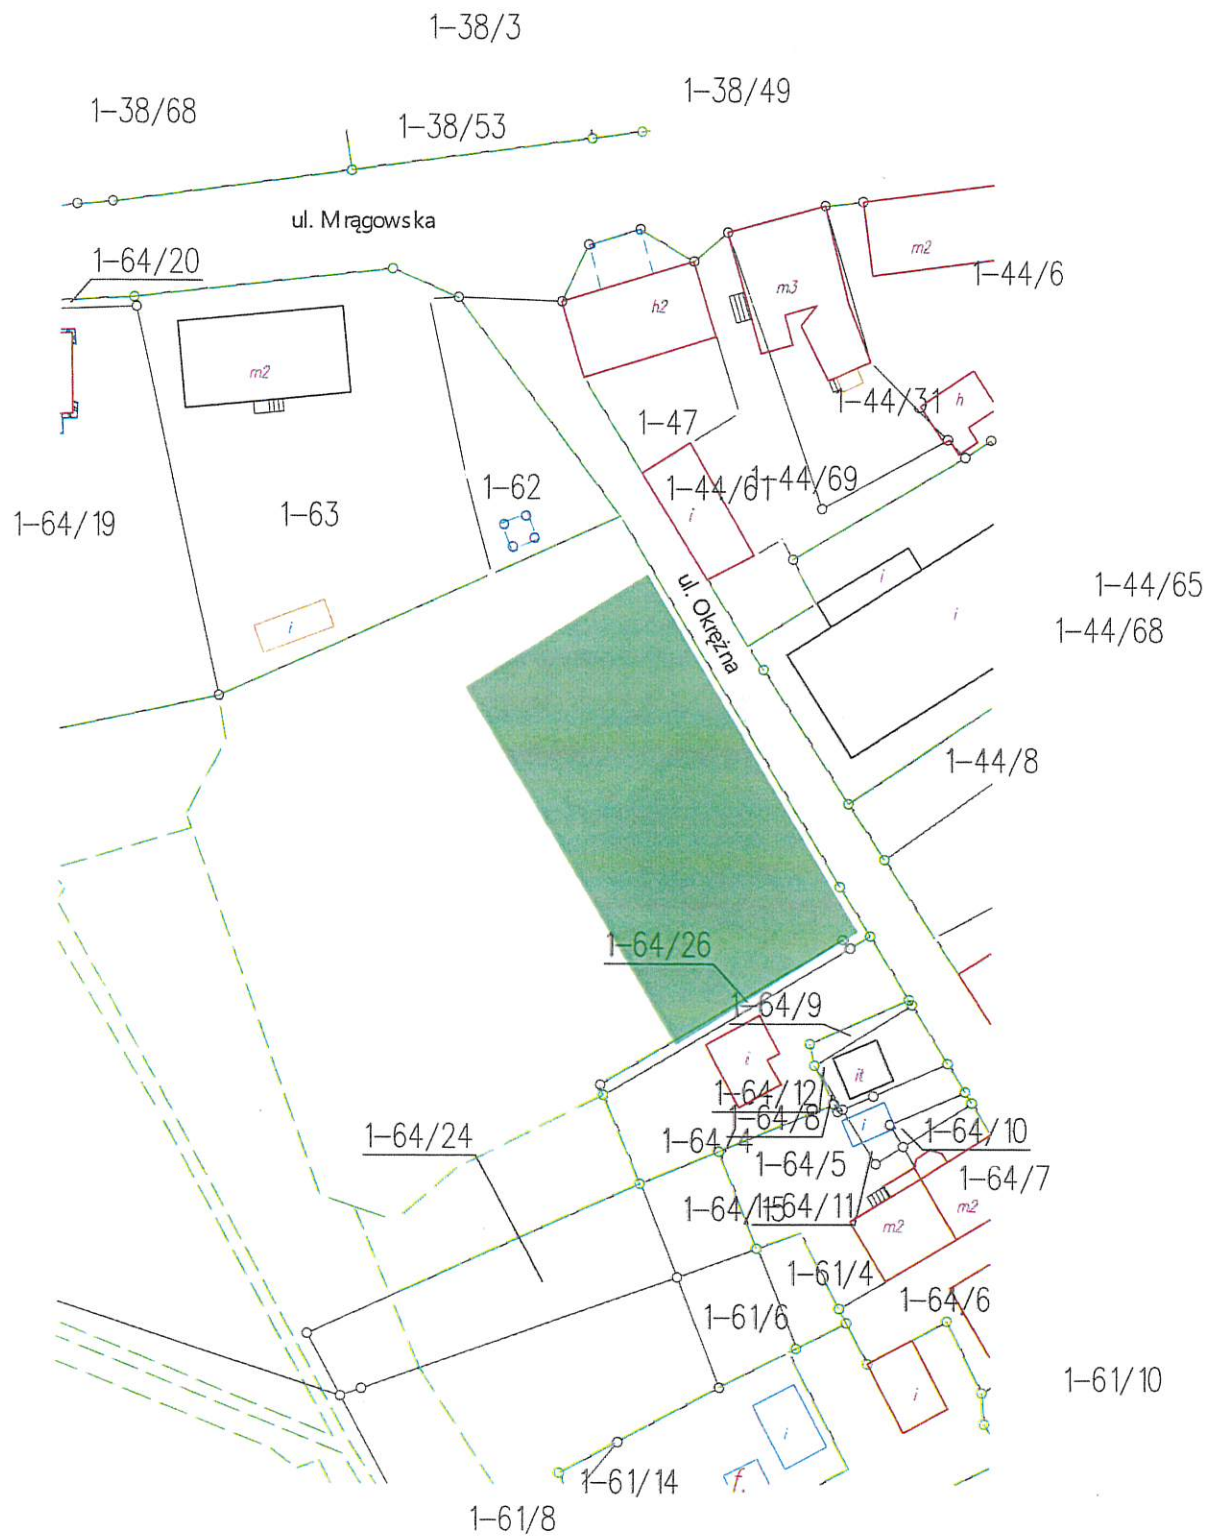 1-38/3
1-38/49
1-38/68
1-38/53
ul. Mrągowska
1-64/20
m2
1-44/6
m3
h2
m2
1-44/31
h
1-47
1-44/61
1-44/69
1-62
1-63
1-64/19
i
i
1-44/65
i
1-44/68
ul. Okrężna
i
1-44/8
1-64/26
1-64/9
i
it
1-64/12
1-64/8
i
1-64/24
1-64/4
1-64/10
1-64/5
1-64/7
1-64/15
1-64/11
m2
m2
1-61/4
1-64/6
1-61/6
1-61/10
i
i
f.
1-61/14
1-61/8